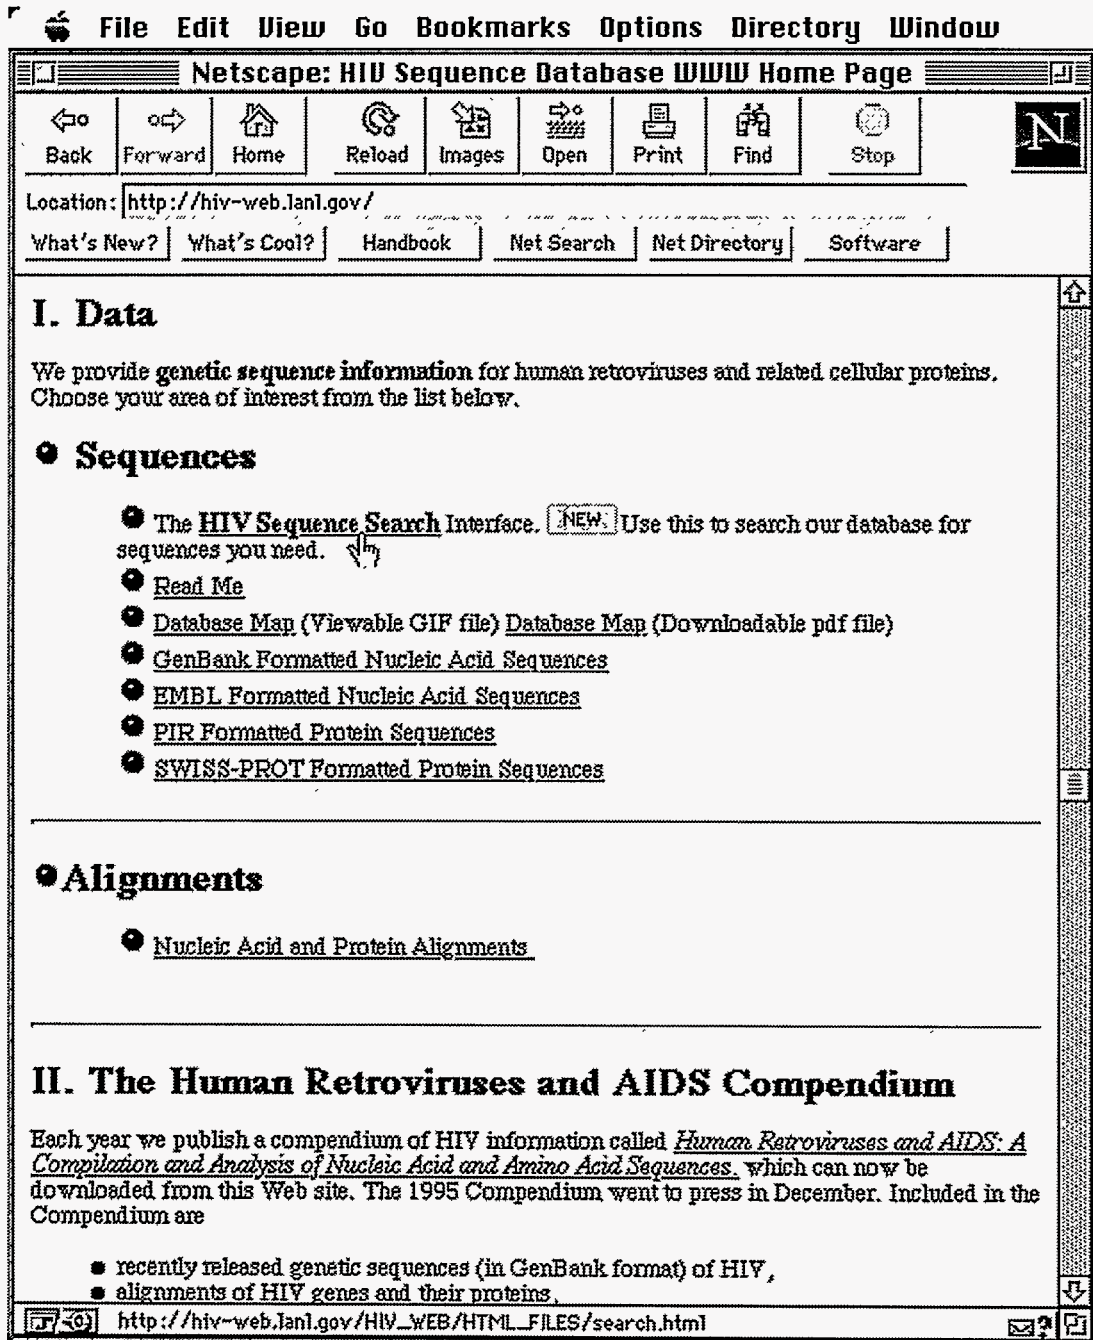 File Edit View Go Bookmarks Options Directory Window
Netscape: HIV Sequence Database WWW Home Page
Back Forward Home Reload Images Open Print Find Stop
N
Location: http://hiv-web.lanl.gov/
What's New? What's Cool? Handbook Net Search Net Directory Software
I. Data
We provide genetic sequence information for human retroviruses and related cellular proteins.
Choose your area of interest from the list below.
Sequences
The HIV Sequence Search Interface. NEW Use this to search our database for
sequences you need.
Read Me
Database Map (Viewable GIF file) Database Map (Downloadable pdf file)
GenBank Formatted Nucleic Acid Sequences
EMBL Formatted Nucleic Acid Sequences
PIR Formatted Protein Sequences
SWISS-PROT Formatted Protein Sequences
Alignments
Nucleic Acid and Protein Alignments
II. The Human Retroviruses and AIDS Compendium
Each year we publish a compendium of HIV information called Human Retroviruses and AIDS: A
Compilation and Analysis of Nucleic Acid and Amino Acid Sequences, which can now be
downloaded from this Web site. The 1995 Compendium went to press in December. Included in the
Compendium are
recently released genetic sequences (in GenBank format) of HIV,
alignments of HIV genes and their proteins,
http://hiv-web.lanl.gov/HIV_WEB/HTML_FILES/search.html